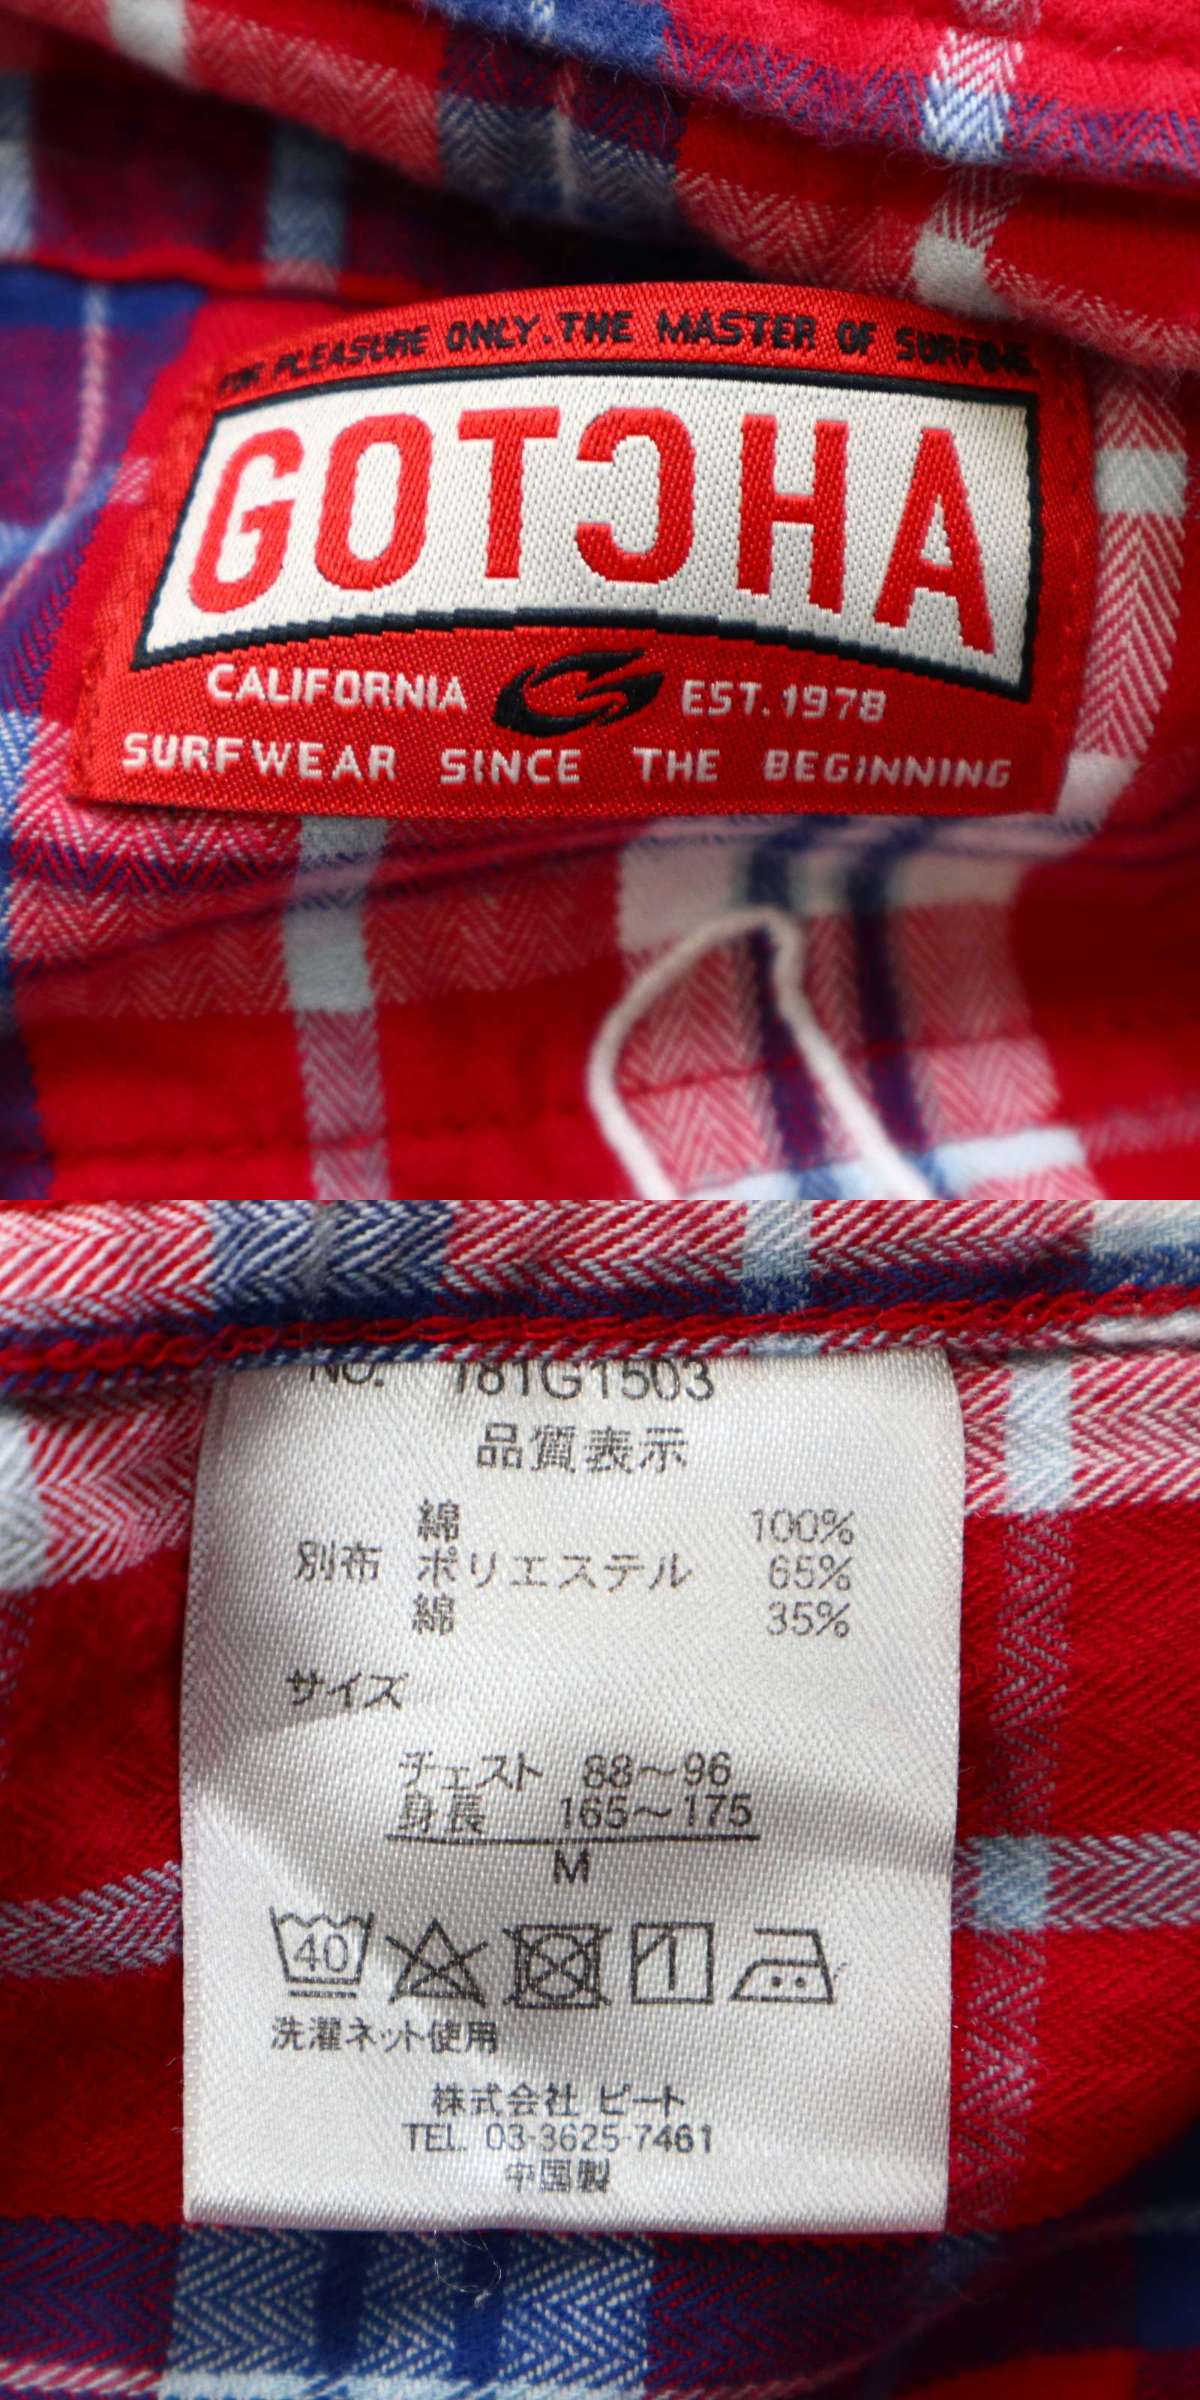 FOR PLEASURE ONLY. THE MASTER OF SURFING
GOTCHA
CALIFORNIA EST. 1978
SURFWEAR SINCE THE BEGINNING
NO. 181G1503
品質表示
綿 100%
別布 ポリエステル 65%
綿 35%
サイズ
チェスト 88～96
身長 165～175
M
40
洗濯ネット使用
株式会社 ビート
TEL. 03-3625-7461
中国製